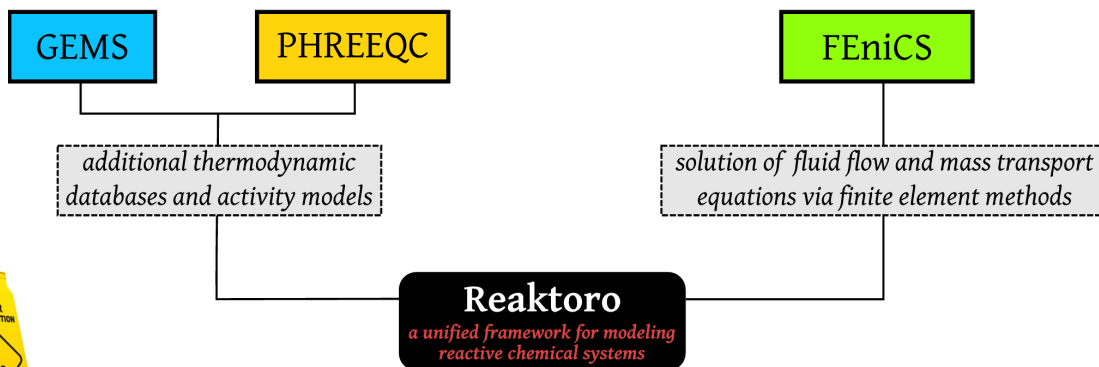 GEMS
PHREEQC
FEniCS
additional thermodynamic
databases and activity models
solution of fluid flow and mass transport
equations via finite element methods
Reaktoro
a unified framework for modeling
reactive chemical systems